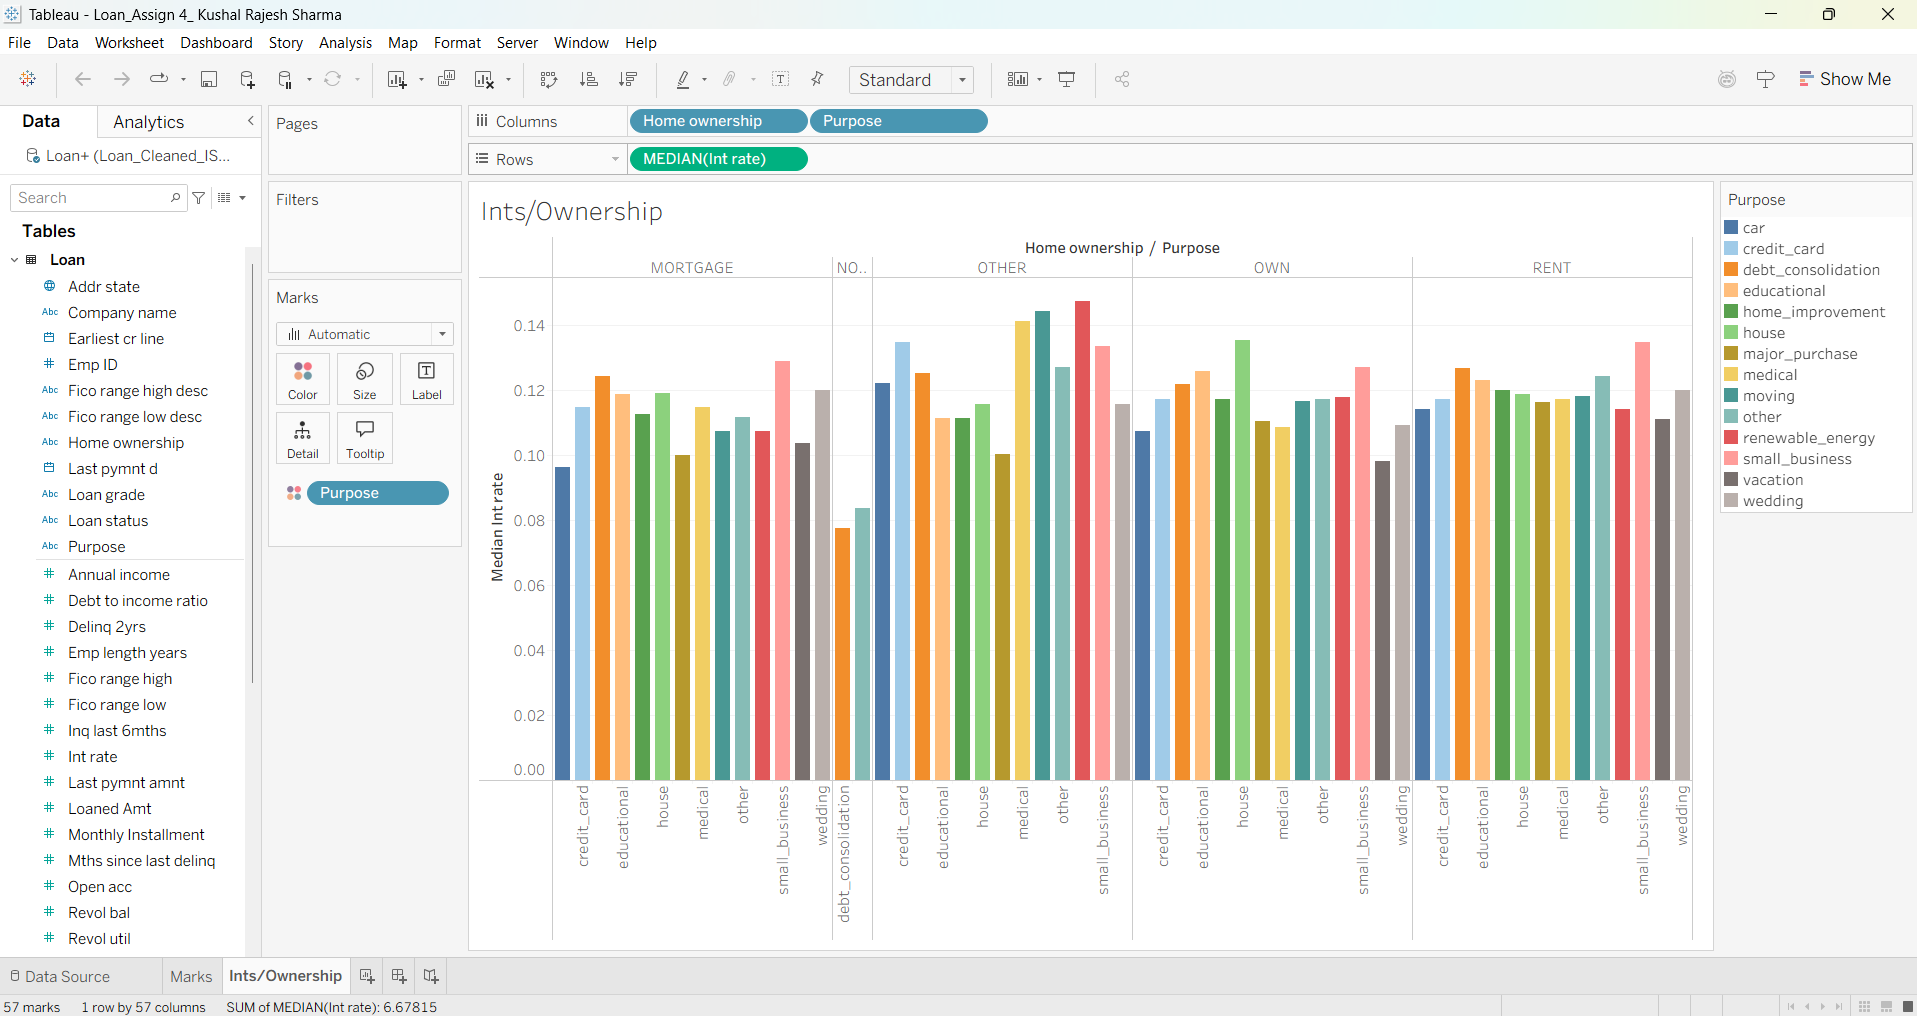 Tableau - Loan_Assign 4_ Kushal Rajesh Sharma
File Data Worksheet Dashboard Story Analysis Map Format Server Window Help
Standard
Show Me
Data Analytics
Loan+ (Loan_Cleaned_IS...
Search
Tables
Loan
Addr state
Abc Company name
Earliest cr line
Emp ID
Abc Fico range high desc
Abc Fico range low desc
Abc Home ownership
Last pymnt d
Abc Loan grade
Abc Loan status
Abc Purpose
Annual income
Debt to income ratio
Delinq 2yrs
Emp length years
Fico range high
Fico range low
Inq last 6mths
Int rate
Last pymnt amnt
Loaned Amt
Monthly Installment
Mths since last delinq
Open acc
Revol bal
Revol util
Pages
Filters
Marks
Automatic
Color Size Label
Detail Tooltip
Purpose
Columns Home ownership Purpose
Rows MEDIAN(Int rate)
Ints/Ownership
Home ownership / Purpose
MORTGAGE NO.. OTHER OWN RENT
Median Int rate
0.14
0.12
0.10
0.08
0.06
0.04
0.02
0.00
credit_card educational house medical other small_business wedding debt_consolidation credit_card educational house medical other small_business credit_card educational house medical other small_business wedding credit_card educational house medical other small_business wedding
Purpose
car
credit_card
debt_consolidation
educational
home_improvement
house
major_purchase
medical
moving
other
renewable_energy
small_business
vacation
wedding
Data Source Marks Ints/Ownership
57 marks 1 row by 57 columns SUM of MEDIAN(Int rate): 6.67815